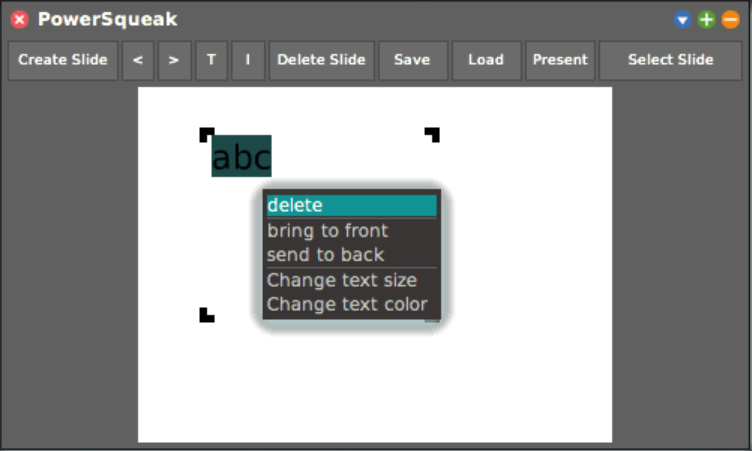 PowerSqueak
Create Slide < > T I Delete Slide Save Load Present Select Slide
abc
delete
bring to front
send to back
Change text size
Change text color